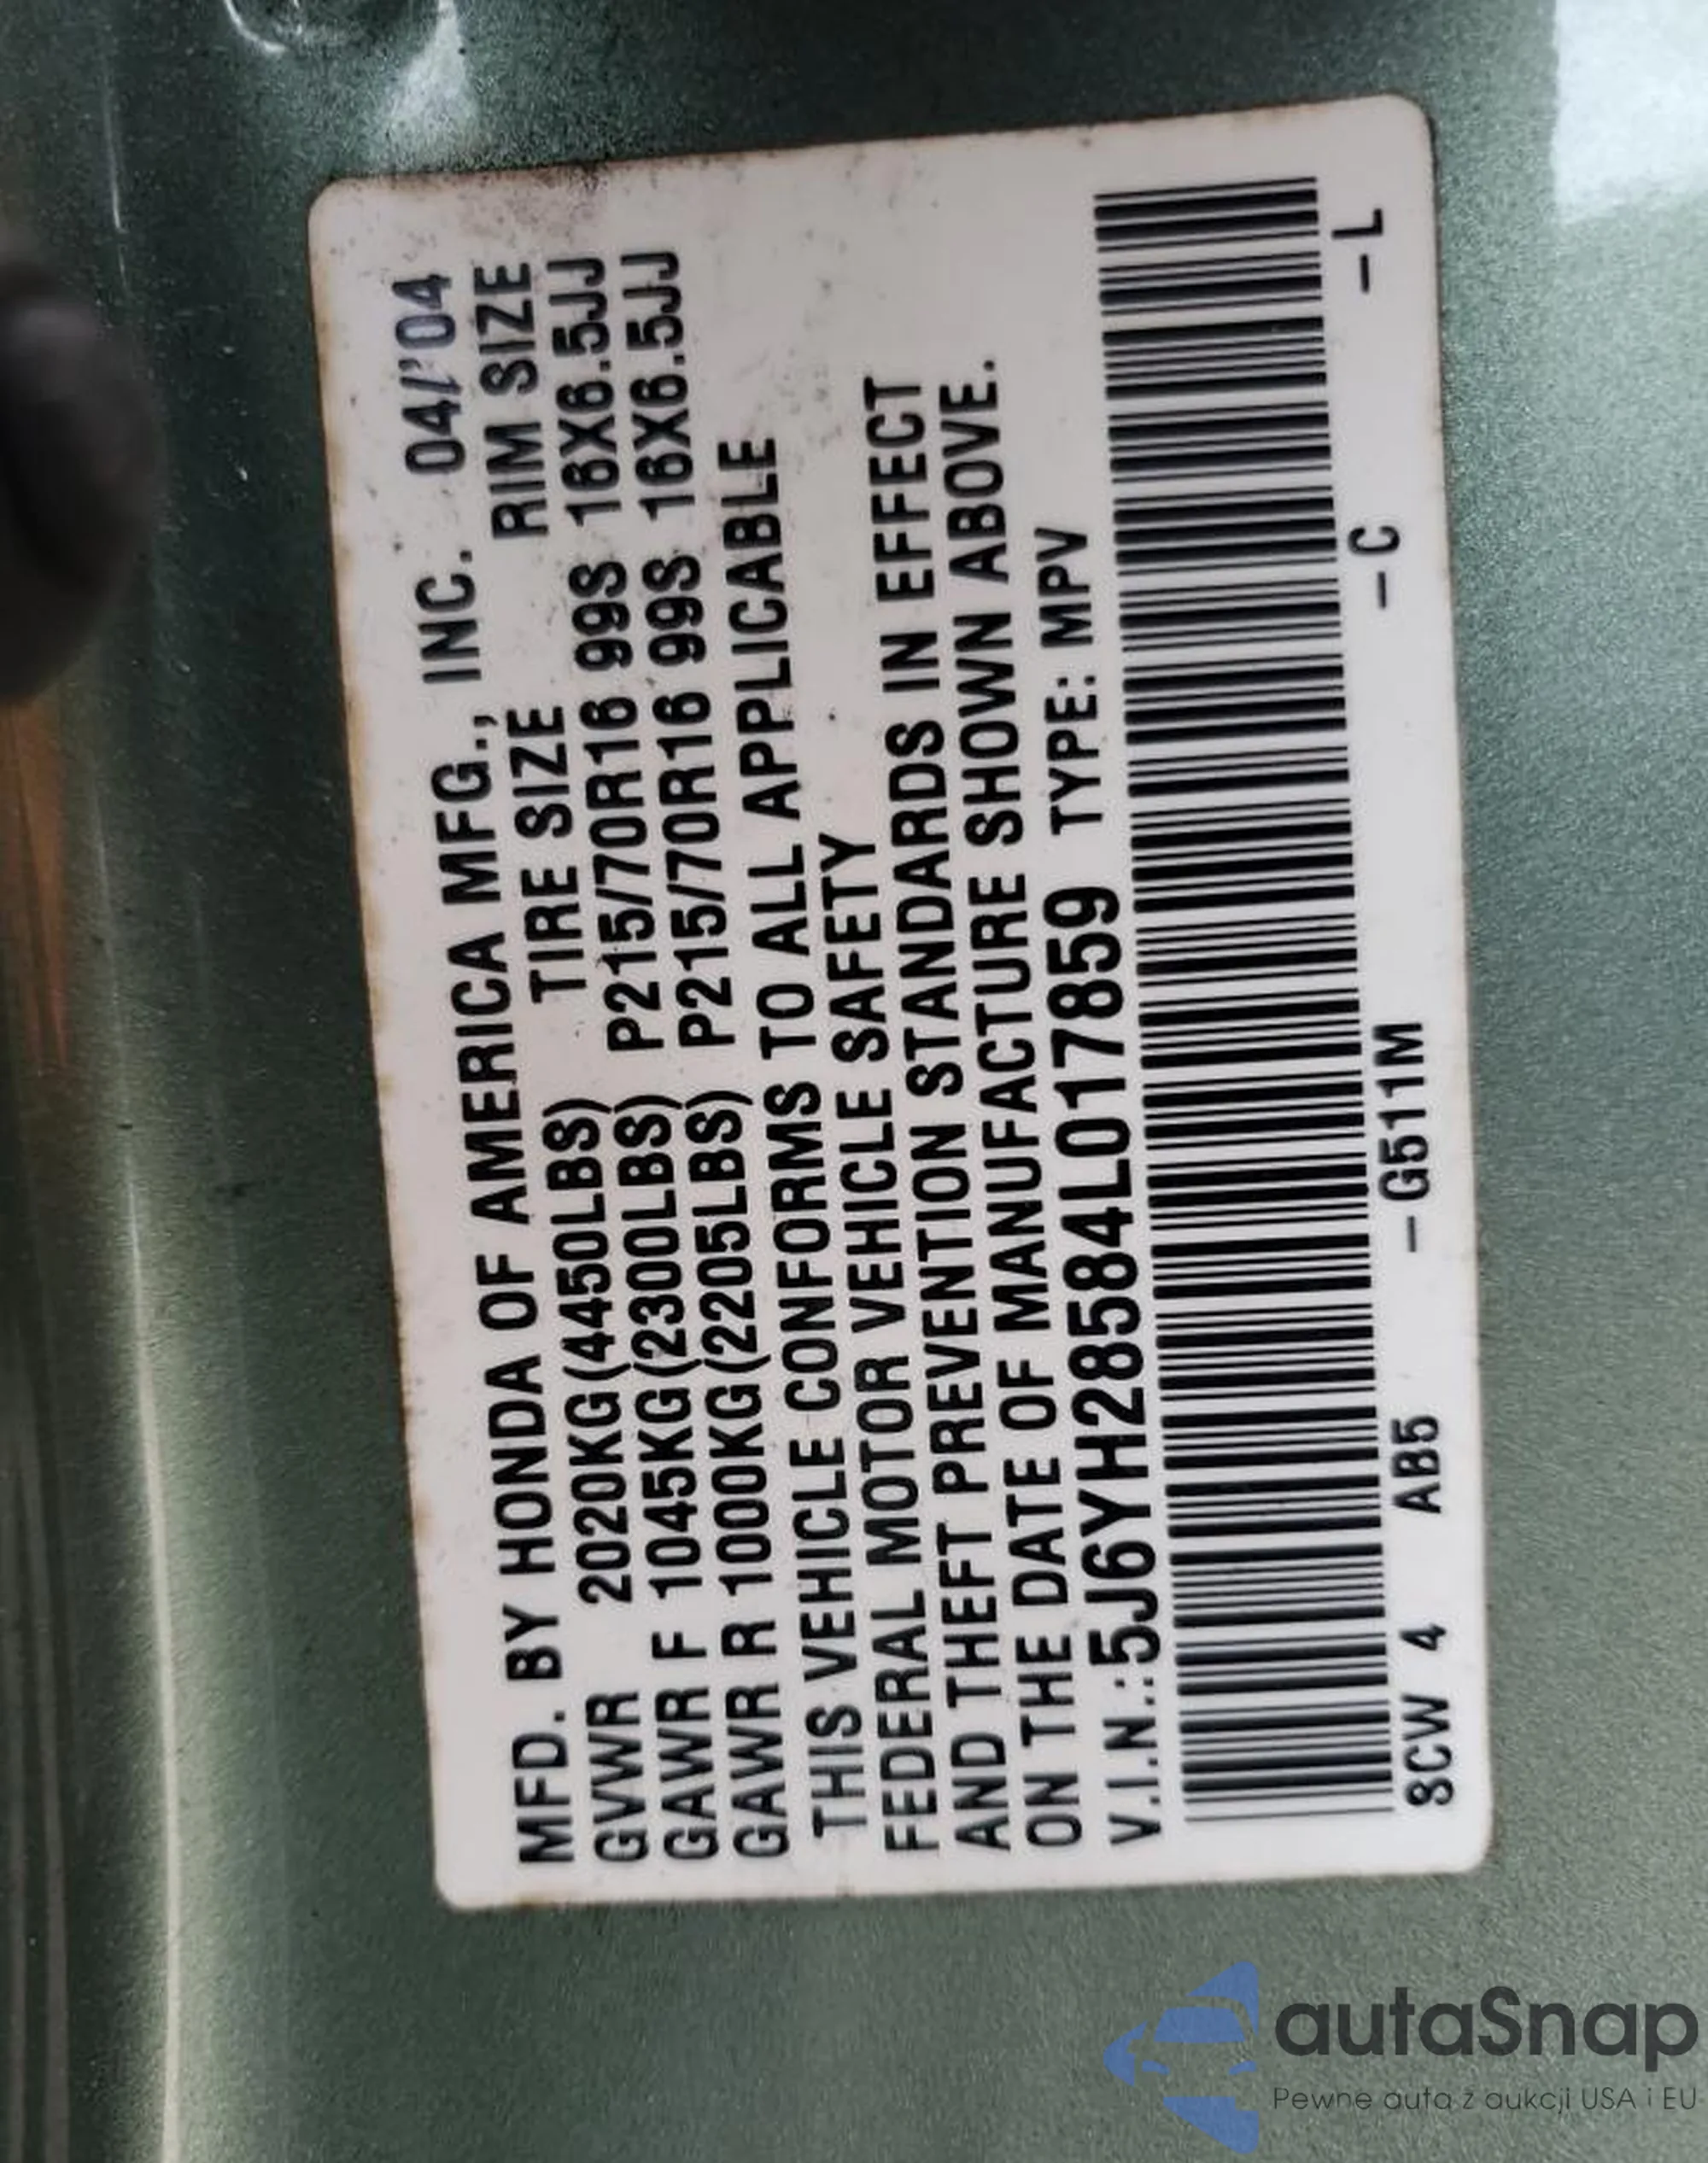 MFD. BY HONDA OF AMERICA MFG., INC. 04/'04
GVWR 2020KG(4450LBS) TIRE SIZE RIM SIZE
GAWR F 1045KG(2300LBS) P215/70R16 99S 16X6.5JJ
GAWR R 1000KG(2205LBS) P215/70R16 99S 16X6.5JJ
THIS VEHICLE CONFORMS TO ALL APPLICABLE
FEDERAL MOTOR VEHICLE SAFETY
AND THEFT PREVENTION STANDARDS IN EFFECT
ON THE DATE OF MANUFACTURE SHOWN ABOVE.
V.I.N.:5J6YH28584L017859 TYPE: MPV
8CW 4 AB5 – G511M – C – L
autaSnap
Pewne auta z aukcji USA i EU